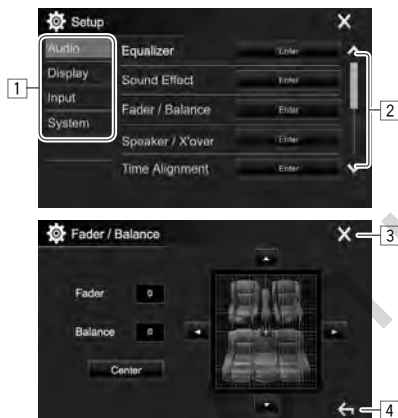 Setup
Audio
Display
Input
System
Equalizer Enter
Sound Effect Enter
Fader / Balance Enter
Speaker / X'over Enter
Time Alignment Enter
1
2
Fader / Balance
3
Fader 0
Balance 0
Center
4